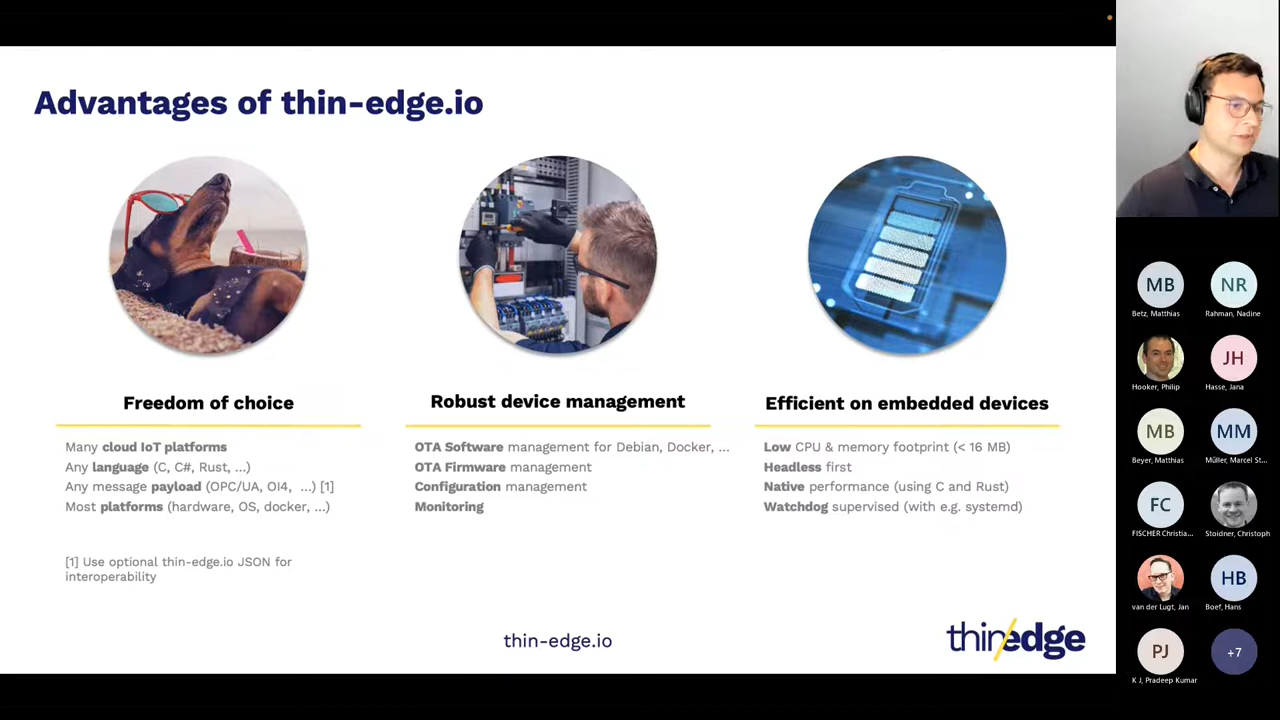 Advantages of thin-edge.io
Freedom of choice
Many cloud IoT platforms
Any language (C, C#, Rust, ...)
Any message payload (OPC/UA, OI4, ...) [1]
Most platforms (hardware, OS, docker, ...)
[1] Use optional thin-edge.io JSON for
interoperability
Robust device management
OTA Software management for Debian, Docker, ...
OTA Firmware management
Configuration management
Monitoring
Efficient on embedded devices
Low CPU & memory footprint (< 16 MB)
Headless first
Native performance (using C and Rust)
Watchdog supervised (with e.g. systemd)
thin-edge.io
thinedge
MB
Betz, Matthias
NR
Rahman, Nadine
Hooker, Philip
JH
Hasse, Jana
MB
Beyer, Matthias
MM
Müller, Marcel St...
FC
FISCHER Christia...
Stoidner, Christoph
van der Lugt, Jan
HB
Boef, Hans
PJ
K J, Pradeep Kumar
+7